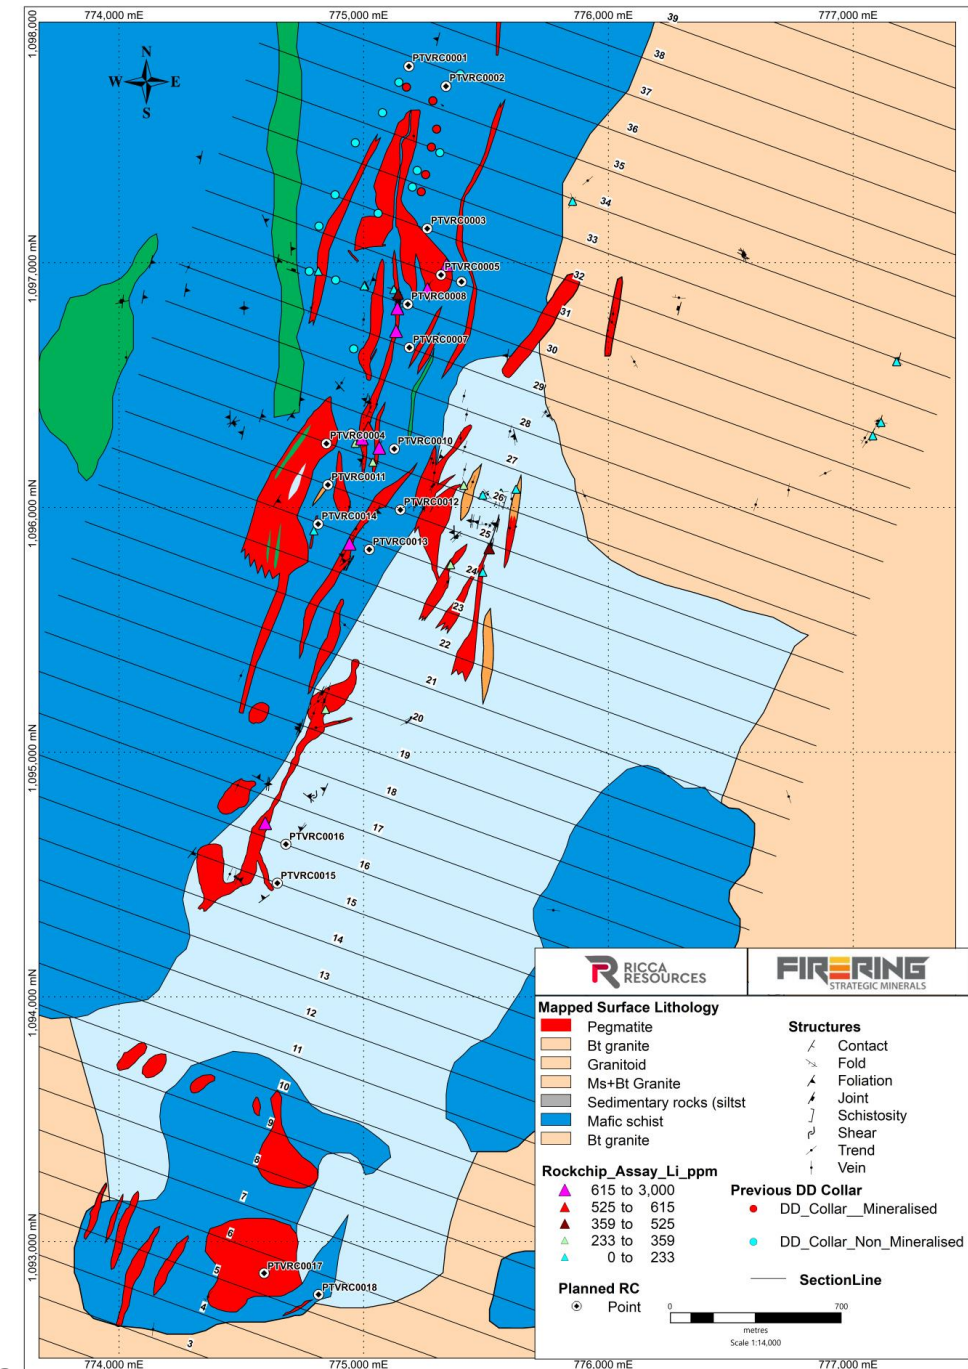 774,000 mE
775,000 mE
776,000 mE
777,000 mE
1,098,000
39
38
37
36
35
34
33
32
31
30
29
28
27
26
25
24
23
22
21
20
19
18
17
16
15
14
13
12
11
10
9
8
7
6
5
4
3
N
W E
S
PTVRC0001
PTVRC0002
PTVRC0003
PTVRC0005
PTVRC0008
PTVRC0007
PTVRC0004
PTVRC0010
PTVRC0011
PTVRC0012
PTVRC0014
PTVRC0013
PTVRC0016
PTVRC0015
PTVRC0017
PTVRC0018
1,097,000 mN
1,096,000 mN
1,095,000 mN
1,094,000 mN
1,093,000 mN
RICCA
RESOURCES
FIRERING
STRATEGIC MINERALS
Mapped Surface Lithology
Pegmatite
Bt granite
Granitoid
Ms+Bt Granite
Sedimentary rocks (siltst
Mafic schist
Bt granite
Structures
Contact
Fold
Foliation
Joint
Schistosity
Shear
Trend
Vein
Rockchip_Assay_Li_ppm
615 to 3,000
525 to 615
359 to 525
233 to 359
0 to 233
Previous DD Collar
DD_Collar__Mineralised
DD_Collar_Non_Mineralised
Planned RC
Point
SectionLine
0 700
metres
Scale 1:14,000
774,000 mE
775,000 mE
776,000 mE
777,000 mE